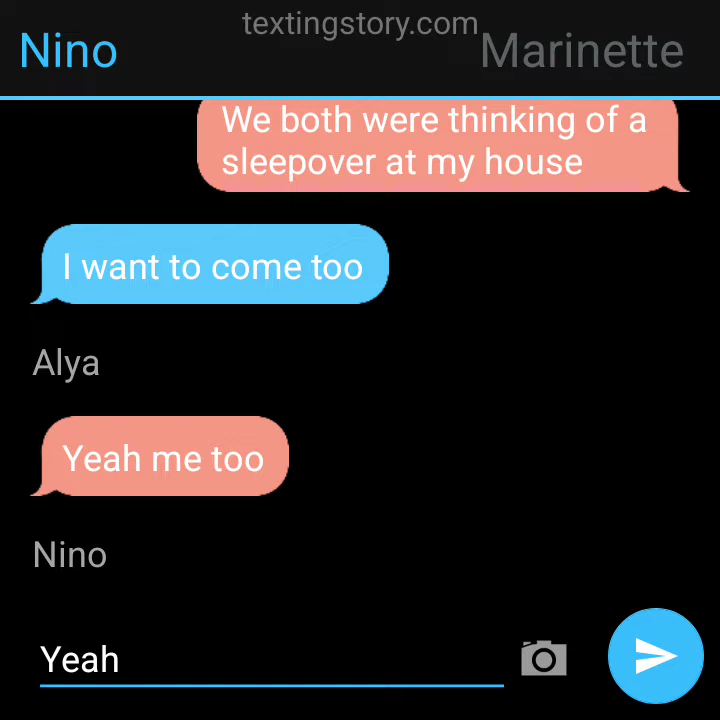 textingstory.com
Nino
Marinette
We both were thinking of a
sleepover at my house
I want to come too
Alya
Yeah me too
Nino
Yeah